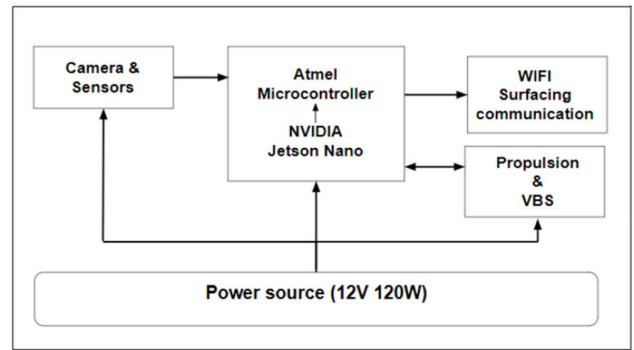 Camera &
Sensors
Atmel
Microcontroller
NVIDIA
Jetson Nano
WIFI
Surfacing
communication
Propulsion
&
VBS
Power source (12V 120W)